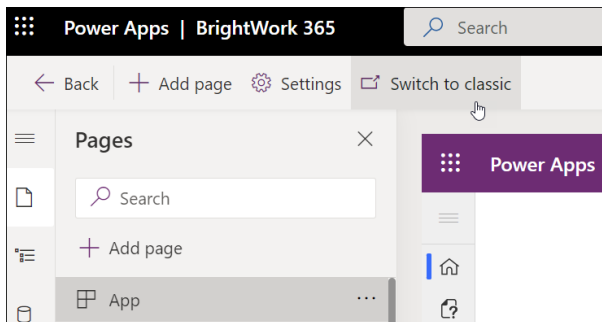 Power Apps | BrightWork 365
Search
Back
Add page
Settings
Switch to classic
Pages
Search
Add page
App
Power Apps